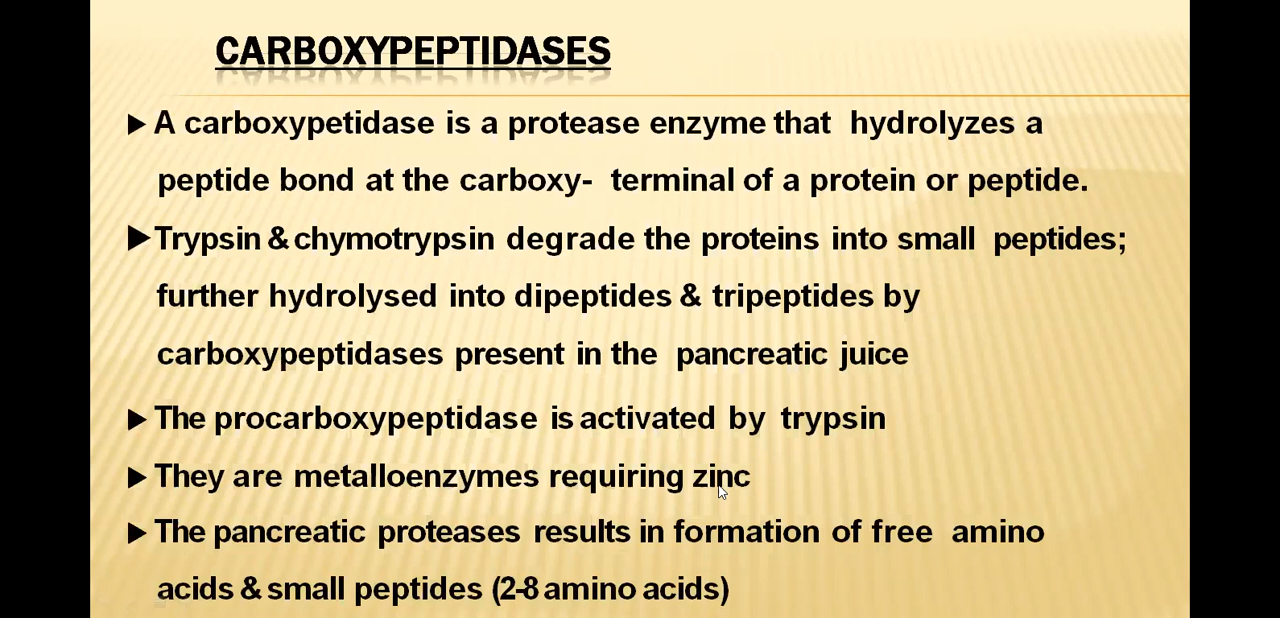 CARBOXYPEPTIDASES
A carboxypetidase is a protease enzyme that hydrolyzes a
peptide bond at the carboxy- terminal of a protein or peptide.
Trypsin & chymotrypsin degrade the proteins into small peptides;
further hydrolysed into dipeptides & tripeptides by
carboxypeptidases present in the pancreatic juice
The procarboxypeptidase is activated by trypsin
They are metalloenzymes requiring zinc
The pancreatic proteases results in formation of free amino
acids & small peptides (2-8 amino acids)